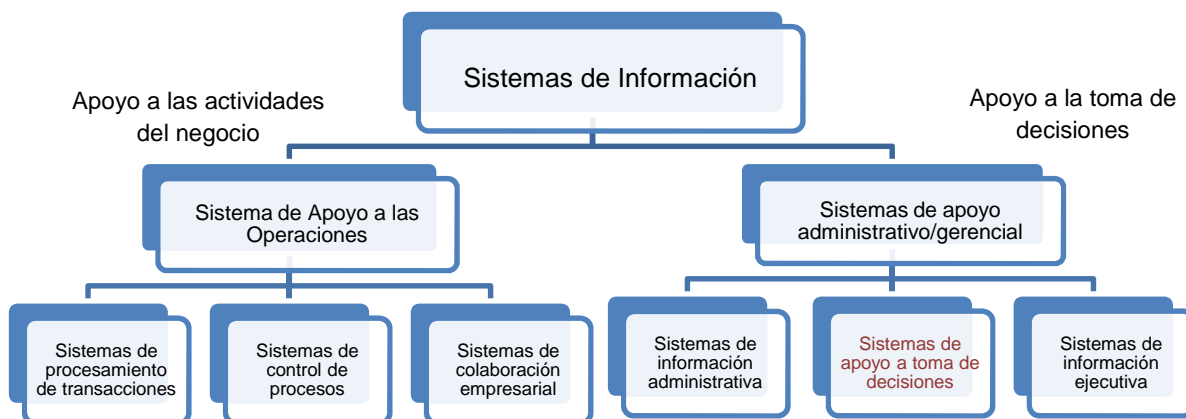 Sistemas de Información
Apoyo a las actividades
del negocio
Apoyo a la toma de
decisiones
Sistema de Apoyo a las
Operaciones
Sistemas de apoyo
administrativo/gerencial
Sistemas de
procesamiento
de transacciones
Sistemas de
control de
procesos
Sistemas de
colaboración
empresarial
Sistemas de
información
administrativa
Sistemas de
apoyo a toma de
decisiones
Sistemas de
información
ejecutiva